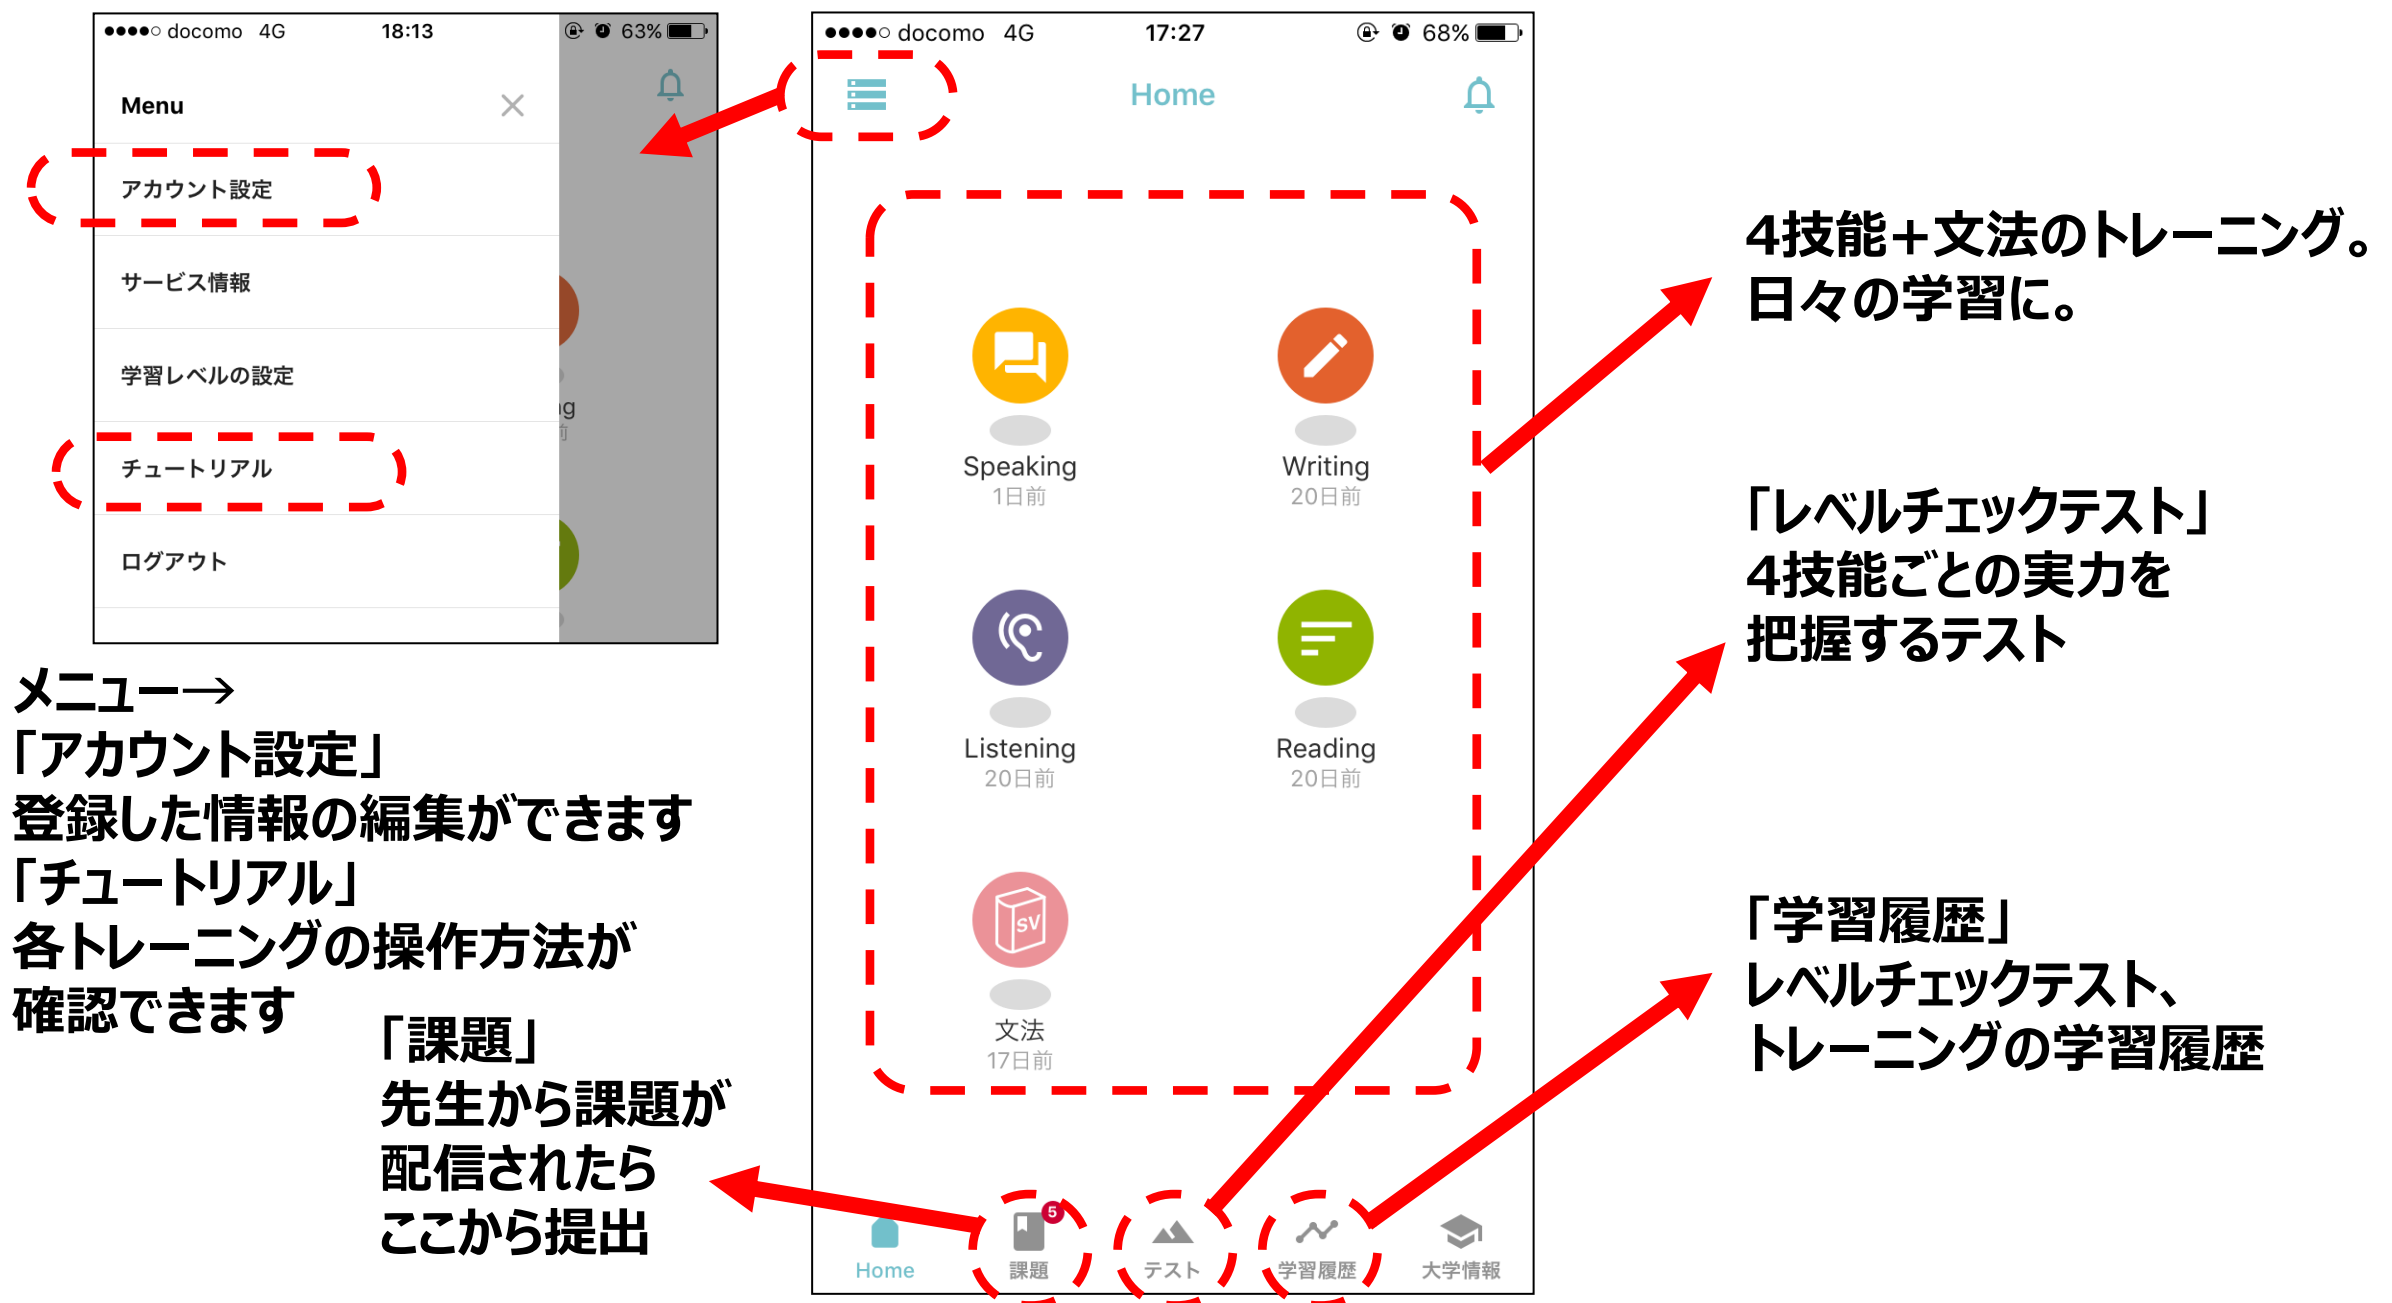 docomo 4G 18:13 63%
Menu
アカウント設定
サービス情報
学習レベルの設定
チュートリアル
ログアウト
ng
前
メニュー→
「アカウント設定」
登録した情報の編集ができます
「チュートリアル」
各トレーニングの操作方法が
確認できます
「課題」
先生から課題が
配信されたら
ここから提出
docomo 4G 17:27 68%
Home
Speaking
1日前
Writing
20日前
Listening
20日前
Reading
20日前
SV
文法
17日前
5
Home 課題 テスト 学習履歴 大学情報
4技能+文法のトレーニング。
日々の学習に。
「レベルチェックテスト」
4技能ごとの実力を
把握するテスト
「学習履歴」
レベルチェックテスト、
トレーニングの学習履歴